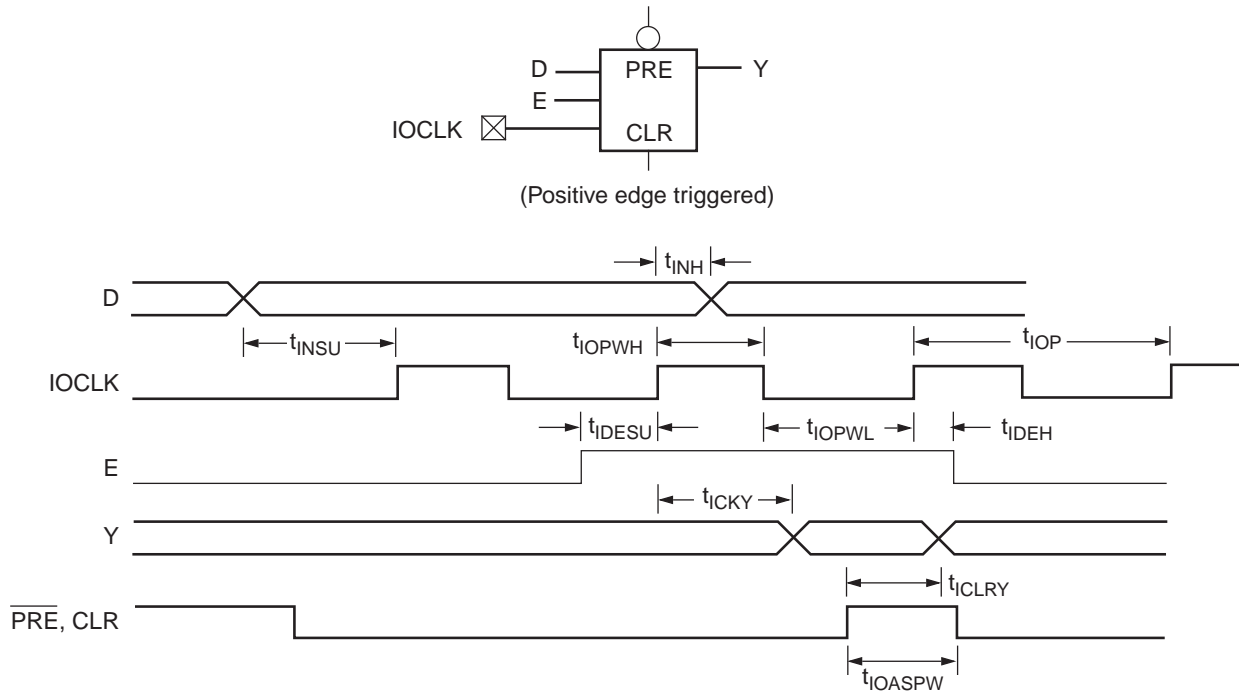 PRE
D
Y
E
IOCLK
CLR
(Positive edge triggered)
tINH
D
tINSU
tIOPWH
tIOP
IOCLK
tIDESU
tIOPWL
tIDEH
E
tICKY
Y
tICLRY
PRE, CLR
tIOASPW